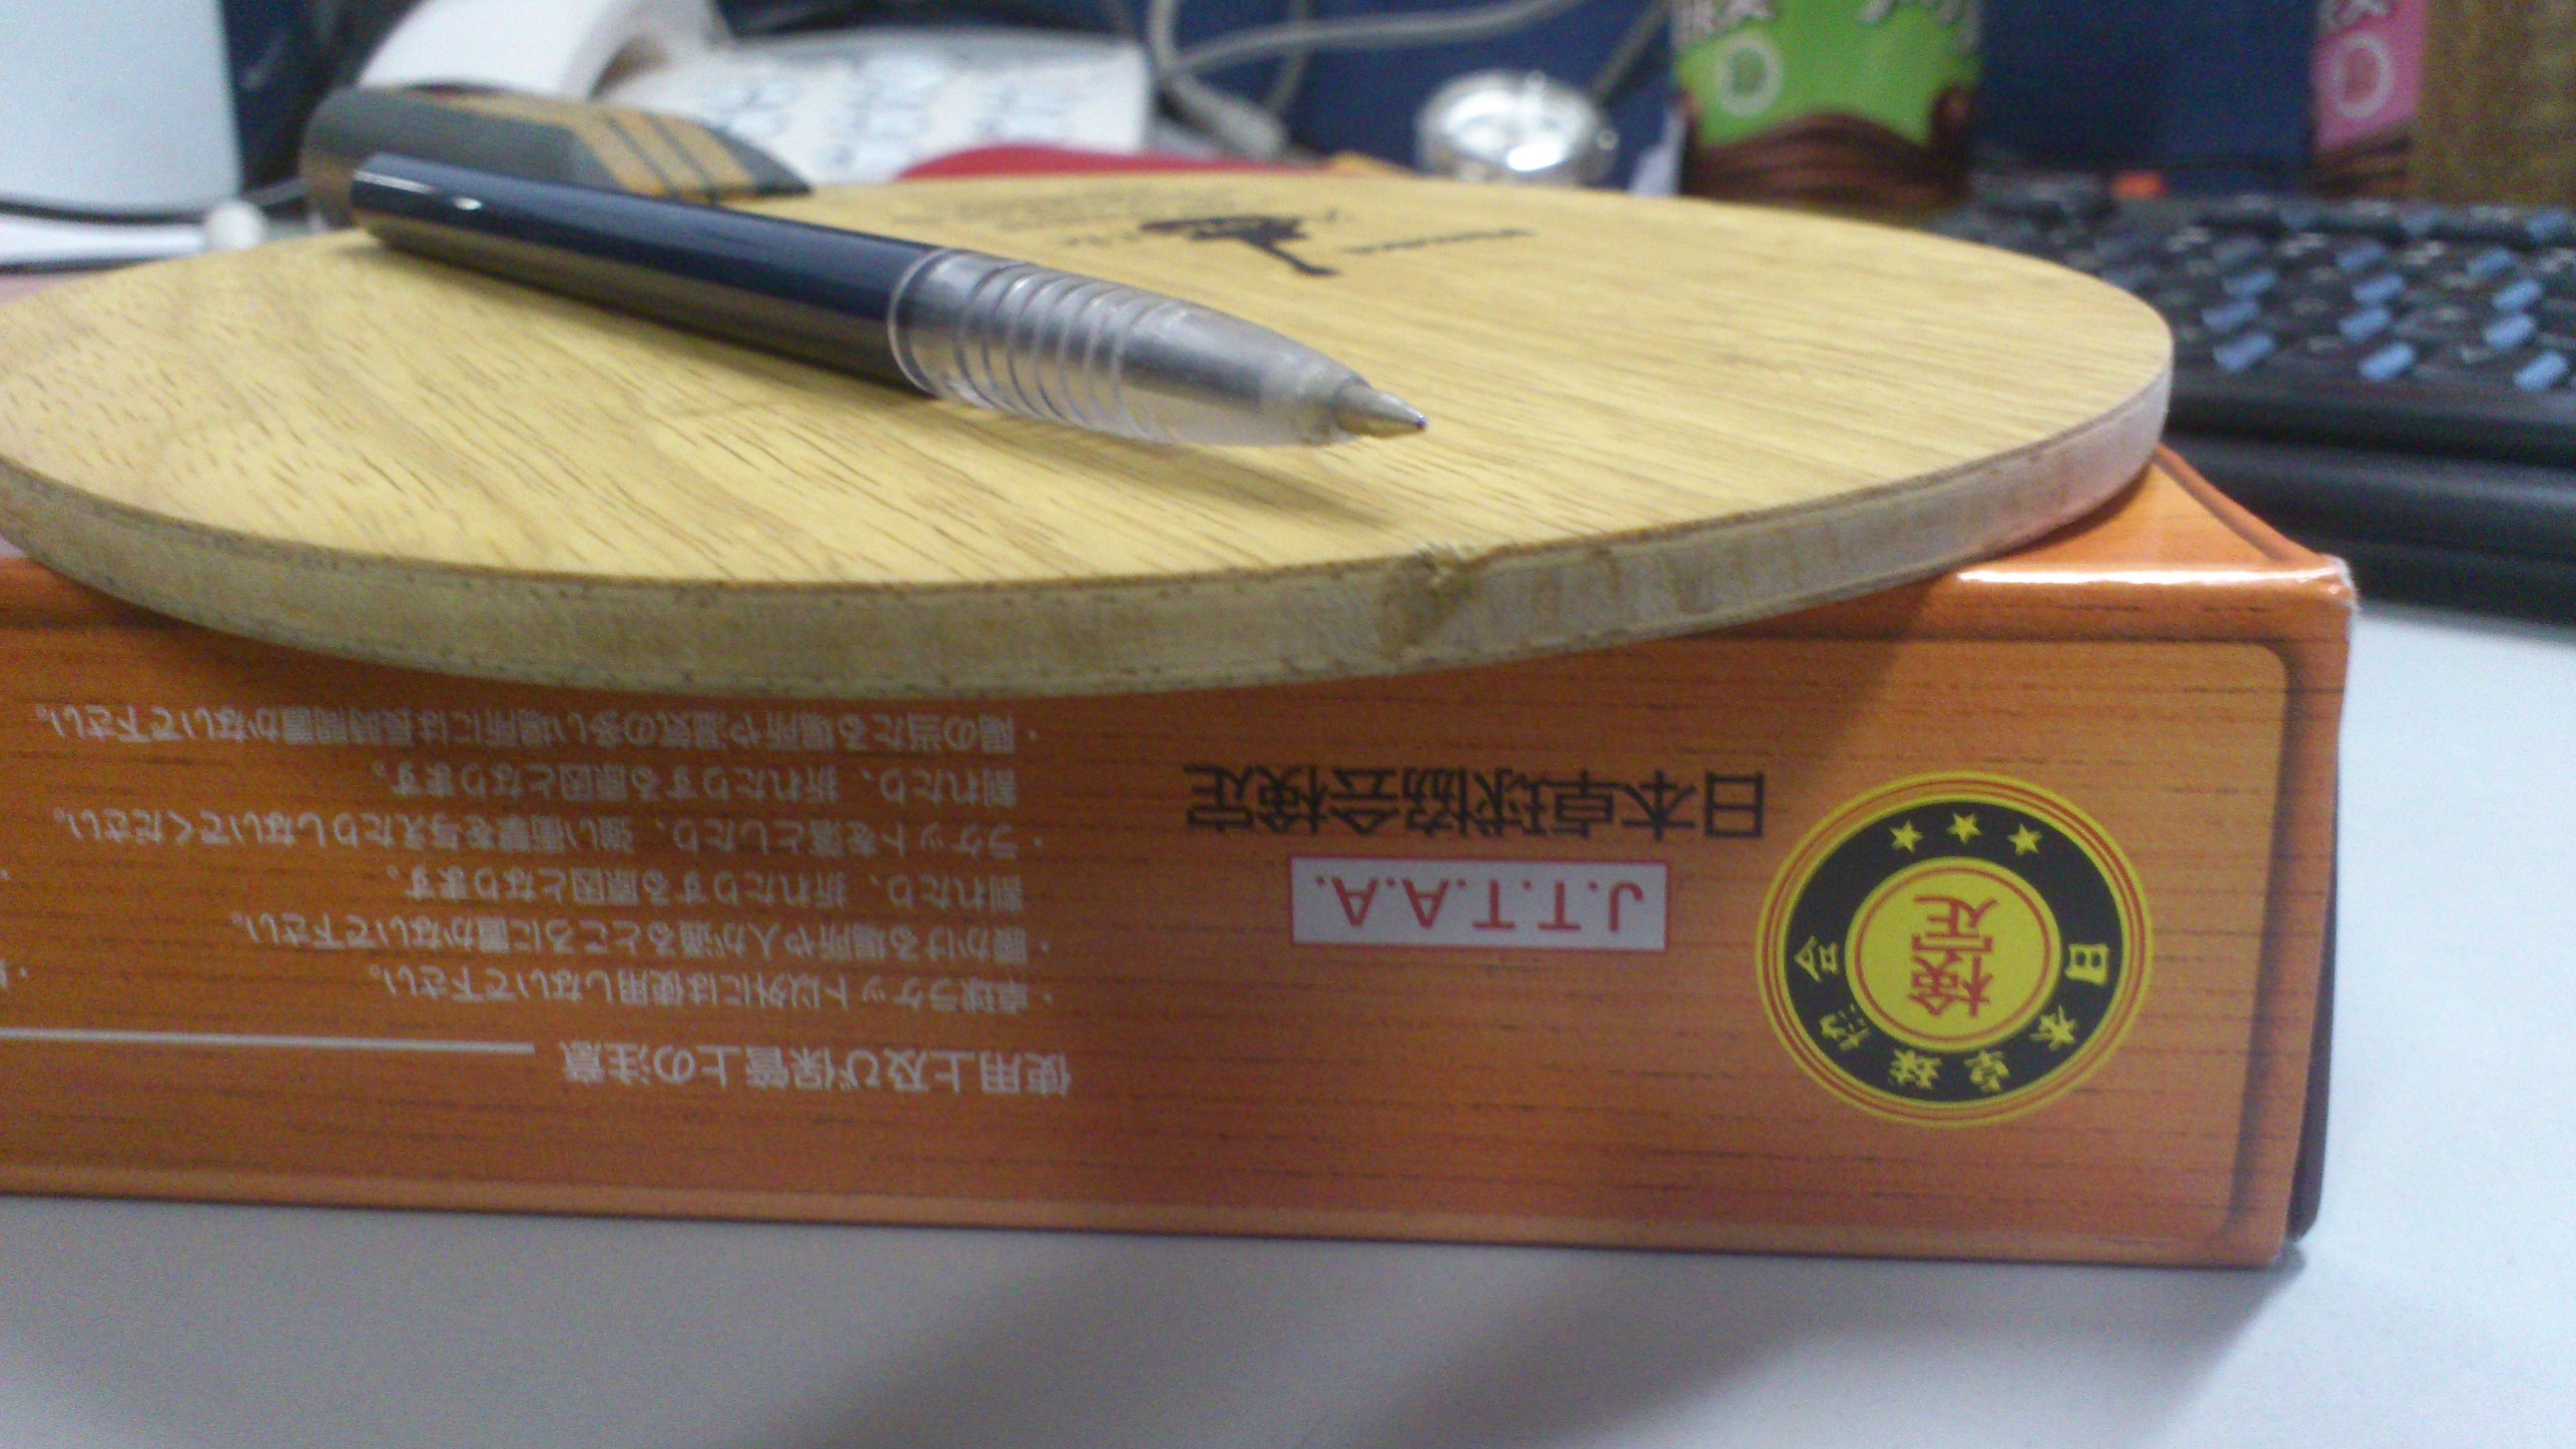 使用上及び保管上の注意
・卓球ラケット以外には使用しないで下さい。
・腰かける場所や人が通るところに置かないで下さい。
割れたり、折れたりする原因となります。
・ラケットを落としたり、強い衝撃を与えたりしないでください。
割れたり、折れたりする原因となります。
・陽の当たる場所や湿気の多い場所には長時間置かないで下さい。
J.T.T.A.A.
日本卓球協会検定
日本卓球協会
検定